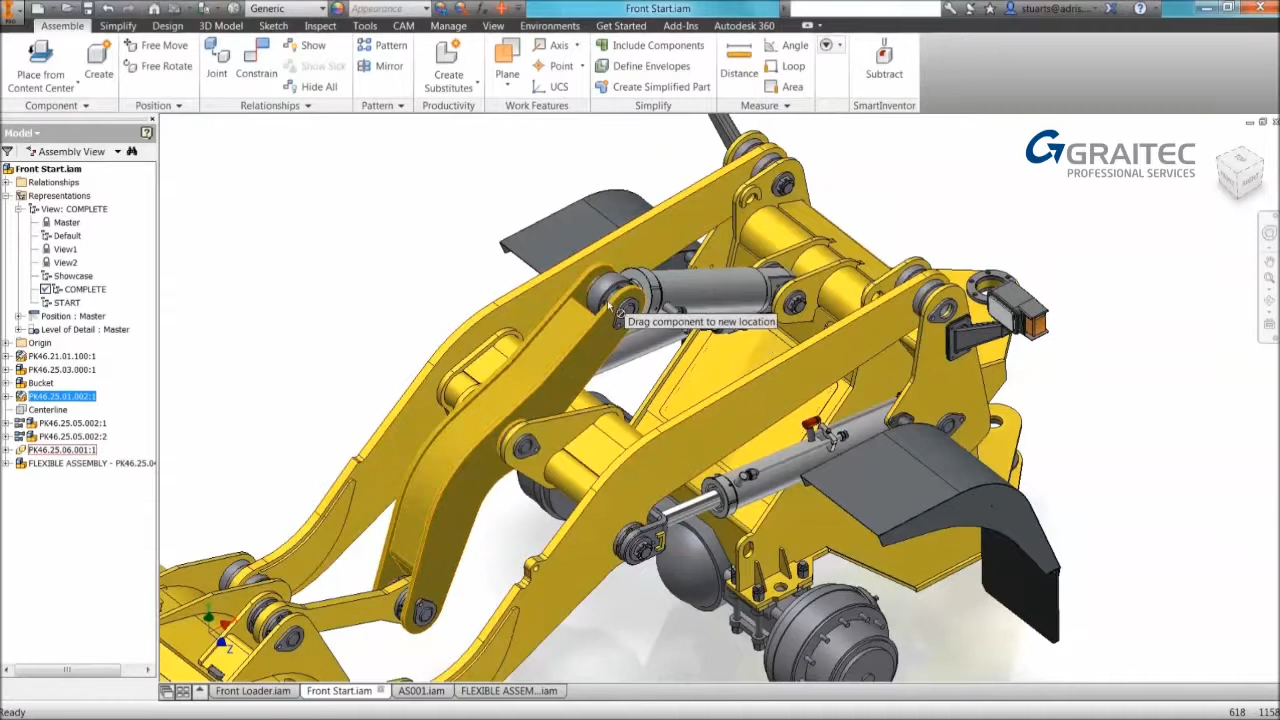 Generic
Appearance
Front Start.iam
stuarts@adris...
Assemble
Simplify
Design
3D Model
Sketch
Inspect
Tools
CAM
Manage
View
Environments
Get Started
Add-Ins
Autodesk 360
Place from
Content Center
Create
Free Move
Free Rotate
Joint
Constrain
Show
Show Sick
Hide All
Pattern
Mirror
Create
Substitutes
Plane
Axis
Point
UCS
Include Components
Define Envelopes
Create Simplified Part
Distance
Angle
Loop
Area
Subtract
Component
Position
Relationships
Pattern
Productivity
Work Features
Simplify
Measure
SmartInventor
Model
Assembly View
Front Start.iam
Relationships
Representations
View: COMPLETE
Master
Default
View1
View2
Showcase
COMPLETE
START
Position : Master
Level of Detail : Master
Origin
PK46.21.01.100:1
PK46.25.03.000:1
Bucket
PK46.25.01.002:1
Centerline
PK46.25.05.002:1
PK46.25.05.002:2
PK46.25.06.001:1
FLEXIBLE ASSEMBLY - PK46.25.0
Drag component to new location
GRAITEC
PROFESSIONAL SERVICES
Z
Front Loader.iam
Front Start.iam
AS001.iam
FLEXIBLE ASSEM...iam
Ready
618
1158